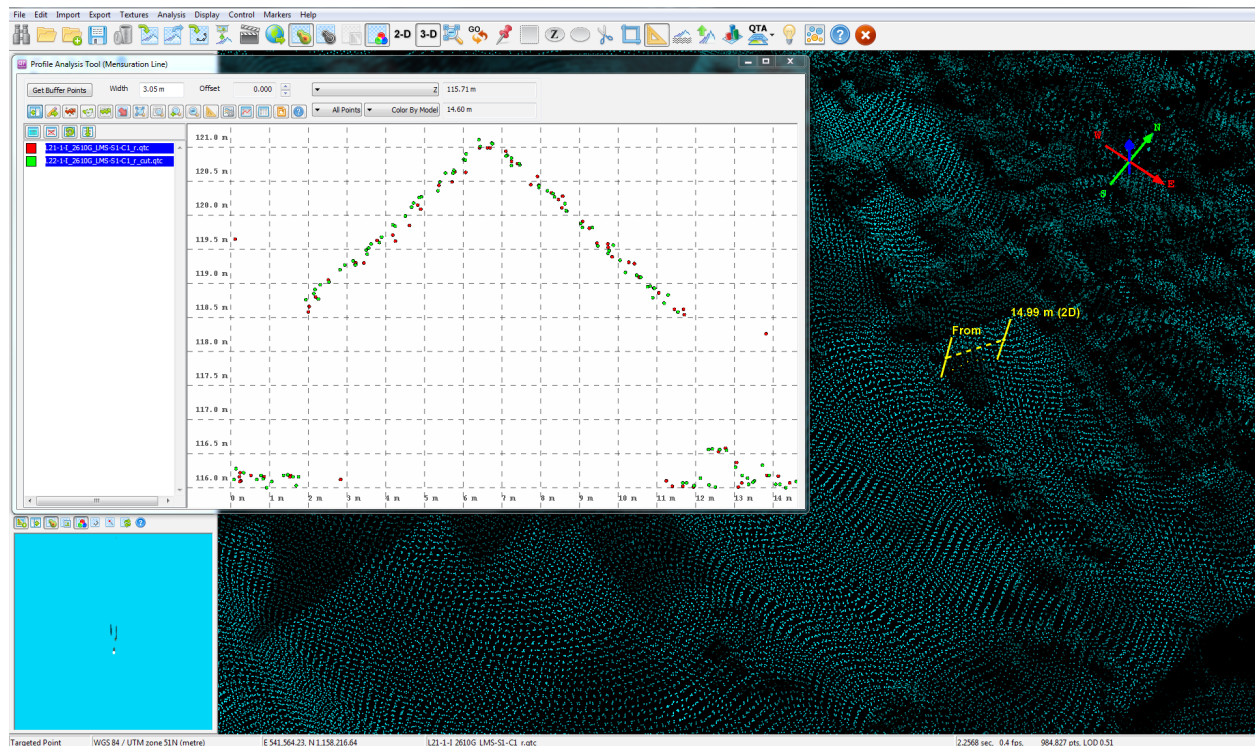 File Edit Import Export Textures Analysis Display Control Markers Help
2-D 3-D GO Z QTA
Profile Analysis Tool (Mensuration Line)
Get Buffer Points Width 3.05 m Offset 0.000 Z 115.71 m
All Points Color By Model 14.60 m
L21-1-I_2610G_LMS-S1-C1_r.qtc
L22-1-I_2610G_LMS-S1-C1_r_cut.qtc
121.0 m
120.5 m
120.0 m
119.5 m
119.0 m
118.5 m
118.0 m
117.5 m
117.0 m
116.5 m
116.0 m
0 m 1 m 2 m 3 m 4 m 5 m 6 m 7 m 8 m 9 m 10 m 11 m 12 m 13 m 14 m
N
W
E
S
14.99 m (2D)
From
Targeted Point WGS 84 / UTM zone 51N (metre) E 541,564.23, N 1,158,216.64 L21-1-I_2610G_LMS-S1-C1_r.qtc 2.2568 sec, 0.4 fps, 984,827 pts, LOD 0.51